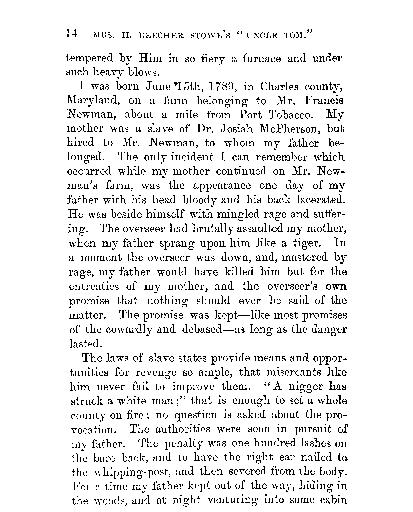 14 MRS. H. BEECHER STOWE'S "UNCLE TOM."
tempered by Him in so fiery a furnace and under
such heavy blows.
I was born June 15th, 1789, in Charles county,
Maryland, on a farm belonging to Mr. Francis
Newman, about a mile from Port Tobacco. My
mother was a slave of Dr. Josiah McPherson, but
hired to Mr. Newman, to whom my father be-
longed. The only incident I can remember which
occurred while my mother continued on Mr. New-
man's farm, was the appearance one day of my
father with his head bloody and his back lacerated.
He was beside himself with mingled rage and suffer-
ing. The overseer had brutally assaulted my mother,
when my father sprang upon him like a tiger. In
a moment the overseer was down, and, mastered by
rage, my father would have killed him but for the
entreaties of my mother, and the overseer's own
promise that nothing should ever be said of the
matter. The promise was kept—like most promises
of the cowardly and debased—as long as the danger
lasted.
The laws of slave states provide means and oppor-
tunities for revenge so ample, that miscreants like
him never fail to improve them. "A nigger has
struck a white man;" that is enough to set a whole
county on fire; no question is asked about the pro-
vocation. The authorities were soon in pursuit of
my father. The penalty was one hundred lashes on
the bare back, and to have the right ear nailed to
the whipping-post, and then severed from the body.
For a time my father kept out of the way, hiding in
the woods, and at night venturing into some cabin